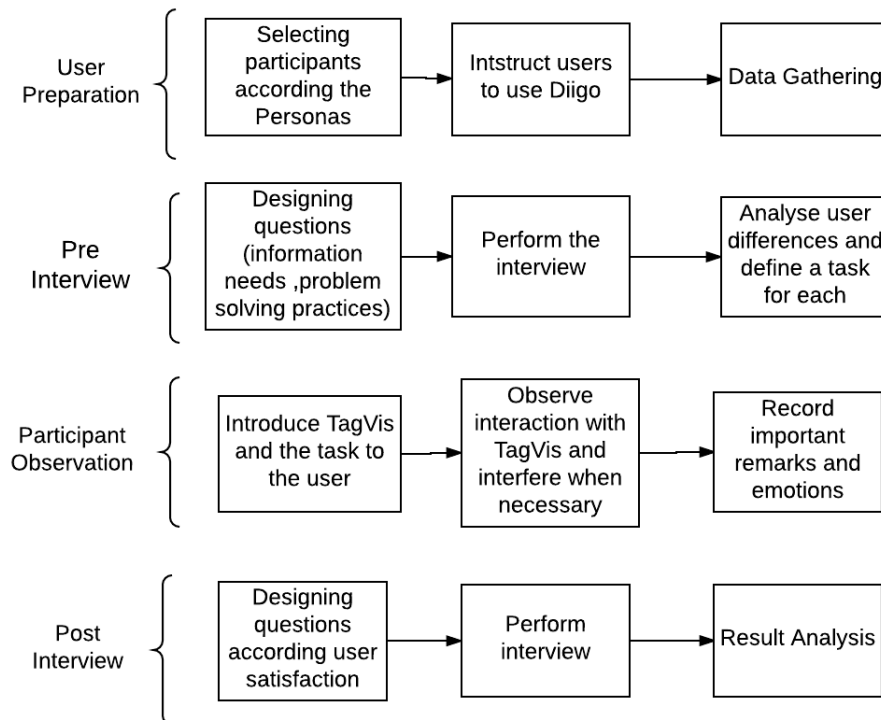 User
Preparation
Selecting
participants
according the
Personas
Intstruct users
to use Diigo
Data Gathering
Pre
Interview
Designing
questions
(information
needs ,problem
solving practices)
Perform the
interview
Analyse user
differences and
define a task
for each
Participant
Observation
Introduce TagVis
and the task to
the user
Observe
interaction with
TagVis and
interfere when
necessary
Record
important
remarks and
emotions
Post
Interview
Designing
questions
according user
satisfaction
Perform
interview
Result Analysis